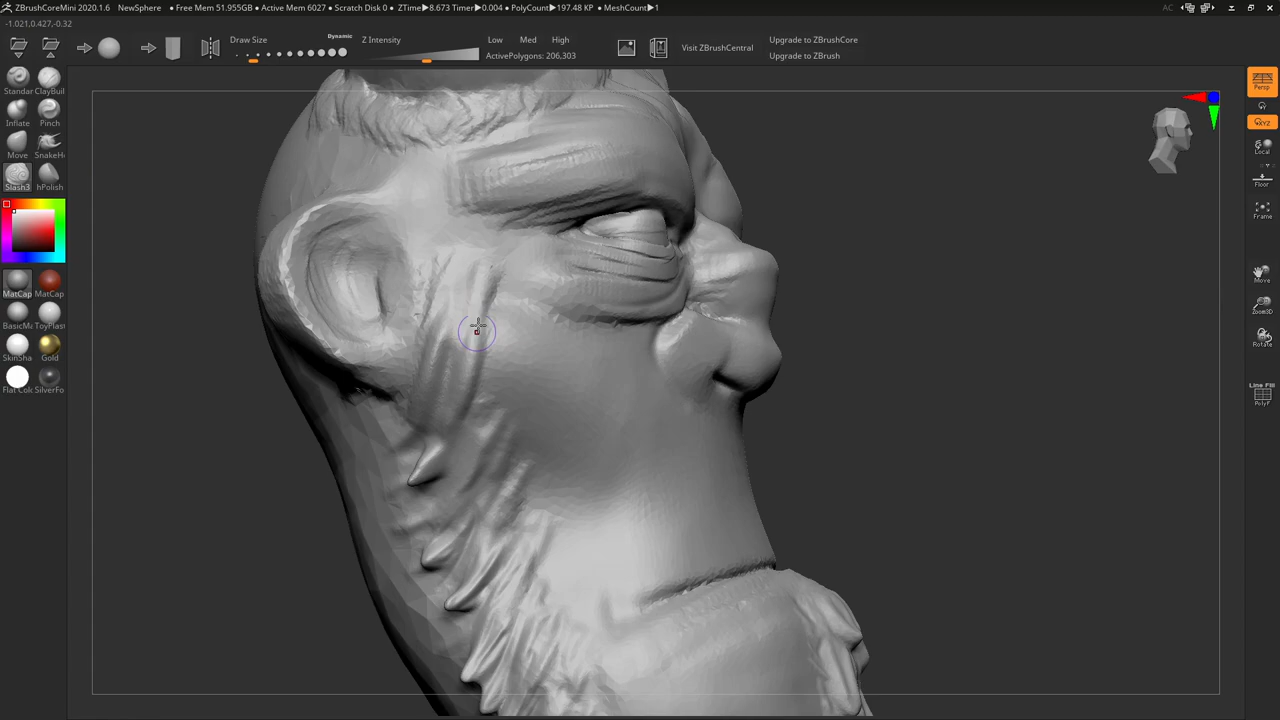 ZBrushCoreMini 2020.1.6 NewSphere • Free Mem 51.955GB • Active Mem 6027 • Scratch Disk 0 • ZTime▶8.673 Timer▶0.004 • PolyCount▶197.48 KP • MeshCount▶1 AC
-1.021,0.427,-0.32
Draw Size Dynamic Z Intensity Low Med High Visit ZBrushCentral Upgrade to ZBrushCore
ActivePolygons: 206,303 Upgrade to ZBrush
Standar ClayBuil
Inflate Pinch
Move SnakeH
Slash3 hPolish
MatCap MatCap
BasicMa ToyPlast
SkinSha Gold
Flat Colo SilverFo
Persp
XYZ
Local
Floor
Frame
Move
Zoom3D
Rotate
Line Fill
PolyF